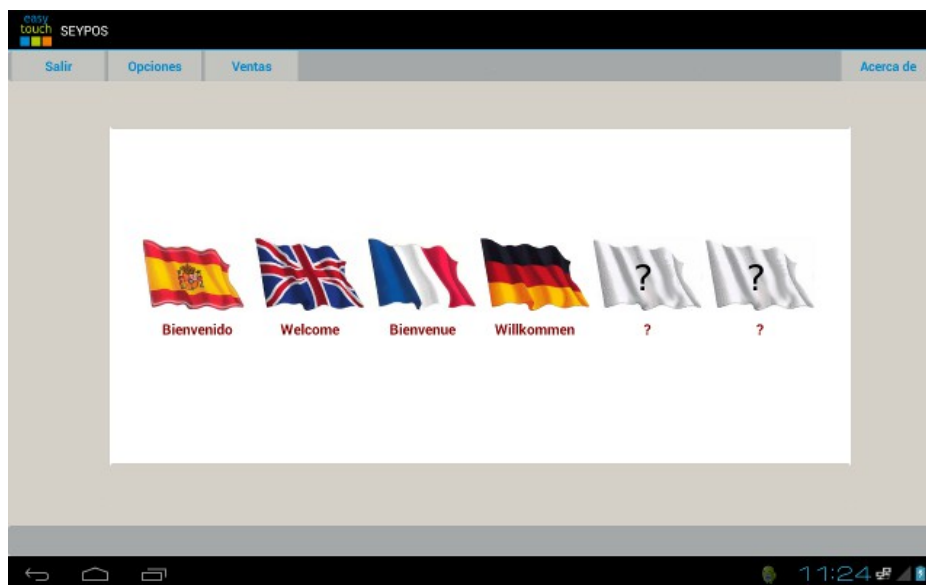 easy
touch SEYPOS
Salir Opciones Ventas Acerca de
? ?
Bienvenido Welcome Bienvenue Willkommen ? ?
11:24